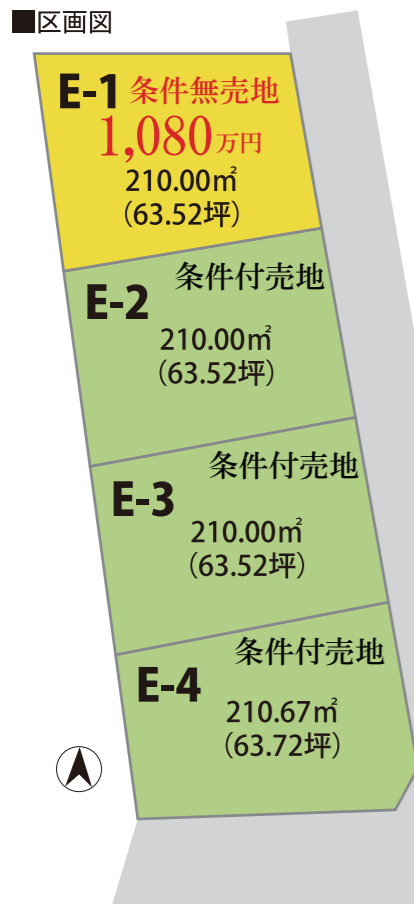 ■区画図
E-1 条件無売地
1,080万円
210.00㎡
（63.52坪）
条件付売地
E-2
210.00㎡
（63.52坪）
条件付売地
E-3
210.00㎡
（63.52坪）
条件付売地
E-4
210.67㎡
（63.72坪）